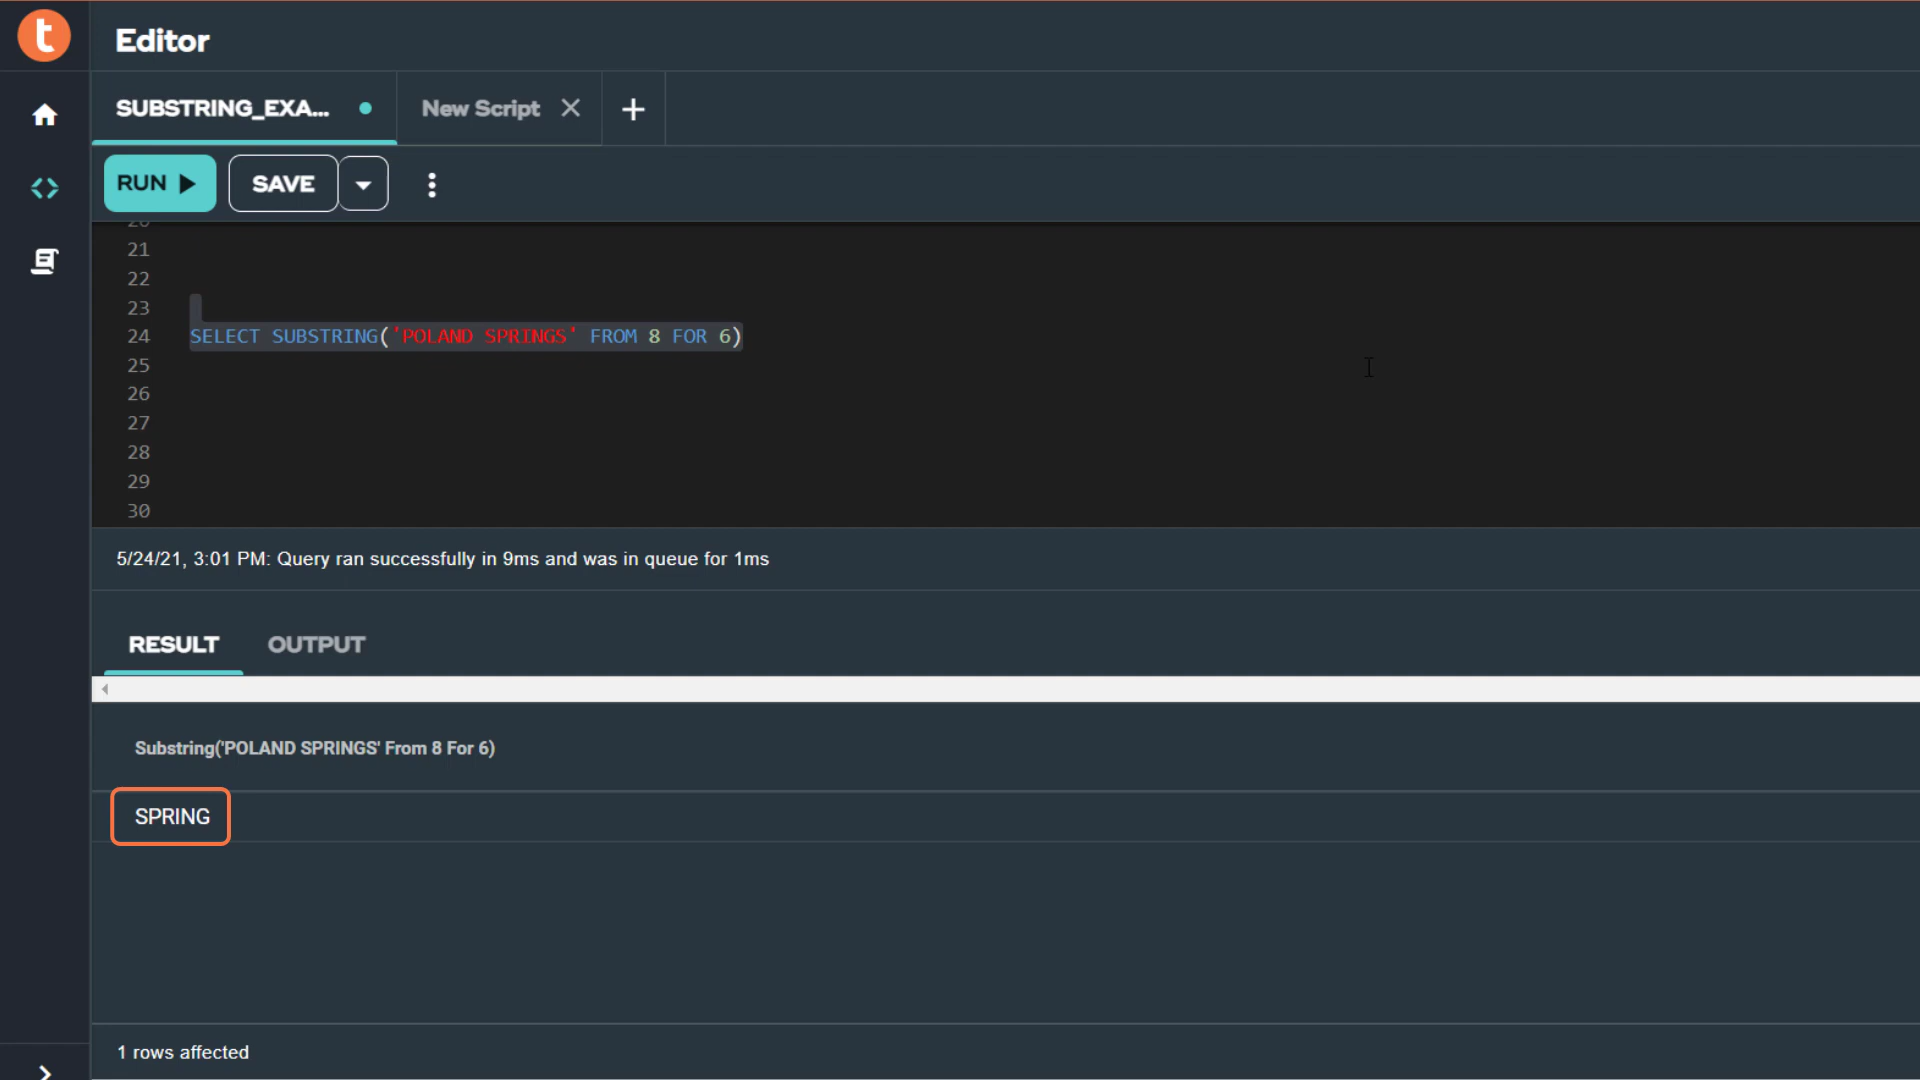 t
Editor
SUBSTRING_EXA... New Script
RUN SAVE
20
21
22
23
24 SELECT SUBSTRING('POLAND SPRINGS' FROM 8 FOR 6)
25
26
27
28
29
30
5/24/21, 3:01 PM: Query ran successfully in 9ms and was in queue for 1ms
RESULT OUTPUT
Substring('POLAND SPRINGS' From 8 For 6)
SPRING
1 rows affected